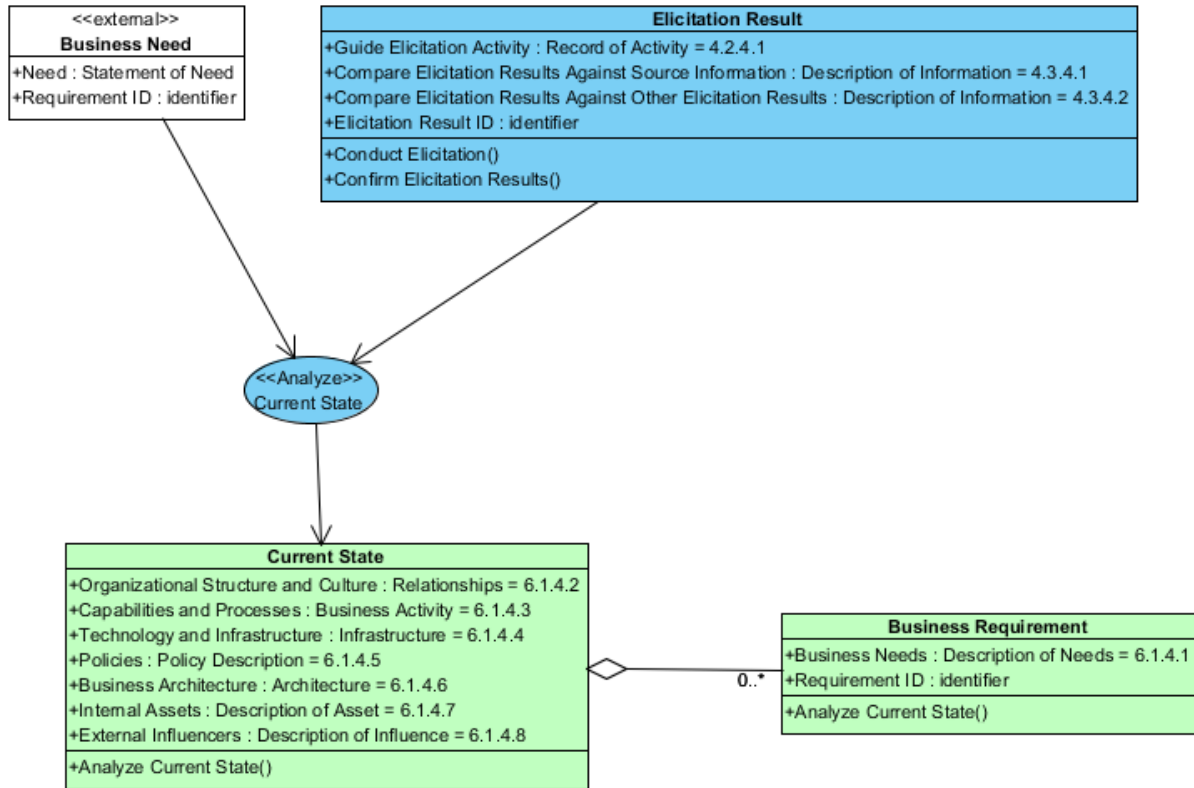 <<external>>
Business Need
+Need : Statement of Need
+Requirement ID : identifier
Elicitation Result
+Guide Elicitation Activity : Record of Activity = 4.2.4.1
+Compare Elicitation Results Against Source Information : Description of Information = 4.3.4.1
+Compare Elicitation Results Against Other Elicitation Results : Description of Information = 4.3.4.2
+Elicitation Result ID : identifier
+Conduct Elicitation()
+Confirm Elicitation Results()
<<Analyze>>
Current State
Current State
+Organizational Structure and Culture : Relationships = 6.1.4.2
+Capabilities and Processes : Business Activity = 6.1.4.3
+Technology and Infrastructure : Infrastructure = 6.1.4.4
+Policies : Policy Description = 6.1.4.5
+Business Architecture : Architecture = 6.1.4.6
+Internal Assets : Description of Asset = 6.1.4.7
+External Influencers : Description of Influence = 6.1.4.8
+Analyze Current State()
0..*
Business Requirement
+Business Needs : Description of Needs = 6.1.4.1
+Requirement ID : identifier
+Analyze Current State()